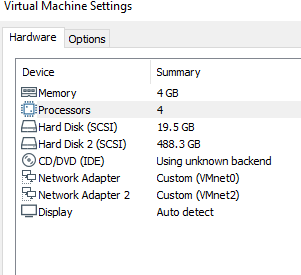 Virtual Machine Settings
Hardware Options
Device Summary
Memory 4 GB
Processors 4
Hard Disk (SCSI) 19.5 GB
Hard Disk 2 (SCSI) 488.3 GB
CD/DVD (IDE) Using unknown backend
Network Adapter Custom (VMnet0)
Network Adapter 2 Custom (VMnet2)
Display Auto detect